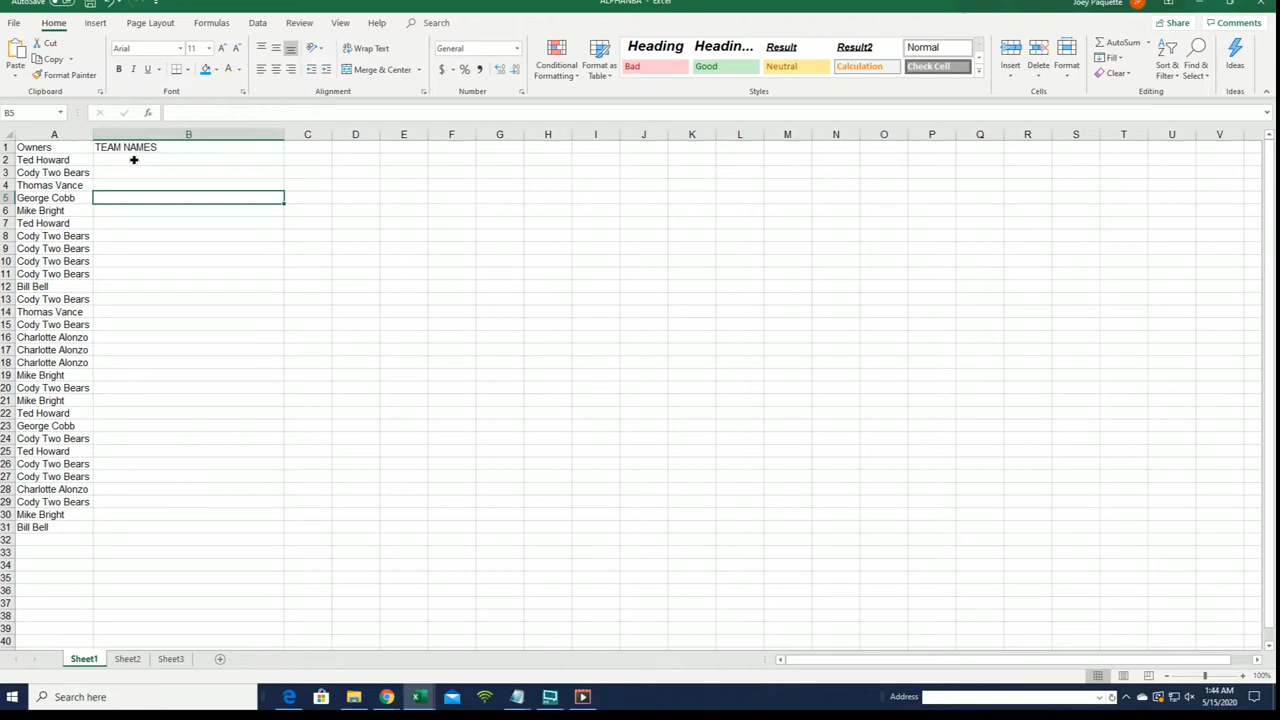 AutoSave Off ALPHANBA - Excel Joey Paquette
File Home Insert Page Layout Formulas Data Review View Help Search Share Comments
Paste Cut Copy Format Painter Clipboard
Arial 11 A A B I U A Font
Wrap Text Merge & Center Alignment
General $ % , Number
Conditional Formatting Format as Table
Heading Headin... Result Result2 Normal
Bad Good Neutral Calculation Check Cell
Styles
Insert Delete Format Cells
AutoSum Fill Clear Sort & Filter Find & Select Editing
Ideas Ideas
B5 fx
A B C D E F G H I J K L M N O P Q R S T U V
1 Owners TEAM NAMES
2 Ted Howard
3 Cody Two Bears
4 Thomas Vance
5 George Cobb
6 Mike Bright
7 Ted Howard
8 Cody Two Bears
9 Cody Two Bears
10 Cody Two Bears
11 Cody Two Bears
12 Bill Bell
13 Cody Two Bears
14 Thomas Vance
15 Cody Two Bears
16 Charlotte Alonzo
17 Charlotte Alonzo
18 Charlotte Alonzo
19 Mike Bright
20 Cody Two Bears
21 Mike Bright
22 Ted Howard
23 George Cobb
24 Cody Two Bears
25 Ted Howard
26 Cody Two Bears
27 Cody Two Bears
28 Charlotte Alonzo
29 Cody Two Bears
30 Mike Bright
31 Bill Bell
32
33
34
35
36
37
38
39
40
Sheet1 Sheet2 Sheet3
100%
Search here Address 1:44 AM
5/15/2020